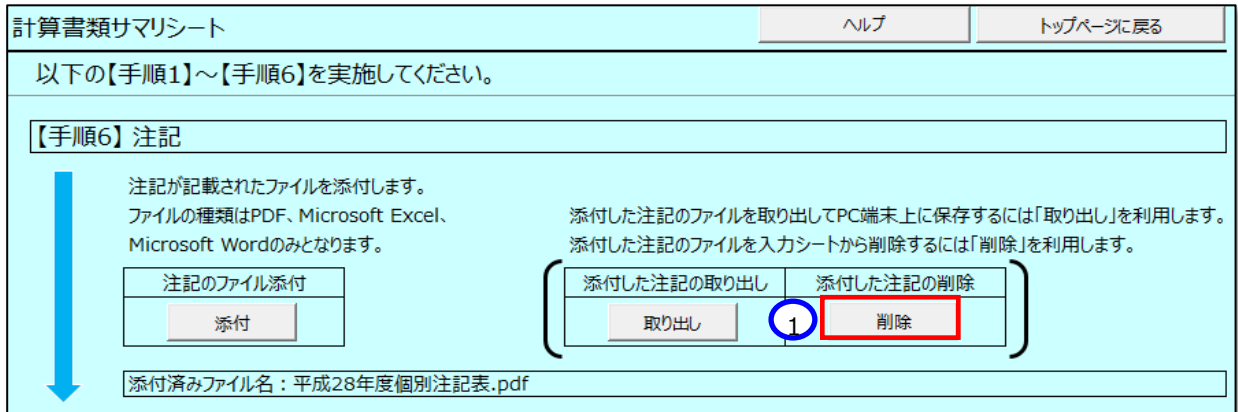 計算書類サマリシート
ヘルプ
トップページに戻る
以下の【手順1】～【手順6】を実施してください。
【手順6】注記
注記が記載されたファイルを添付します。
ファイルの種類はPDF、Microsoft Excel、
Microsoft Wordのみとなります。
添付した注記のファイルを取り出してPC端末上に保存するには「取り出し」を利用します。
添付した注記のファイルを入力シートから削除するには「削除」を利用します。
注記のファイル添付
添付
添付した注記の取り出し
添付した注記の削除
取り出し
1
削除
添付済みファイル名：平成28年度個別注記表.pdf